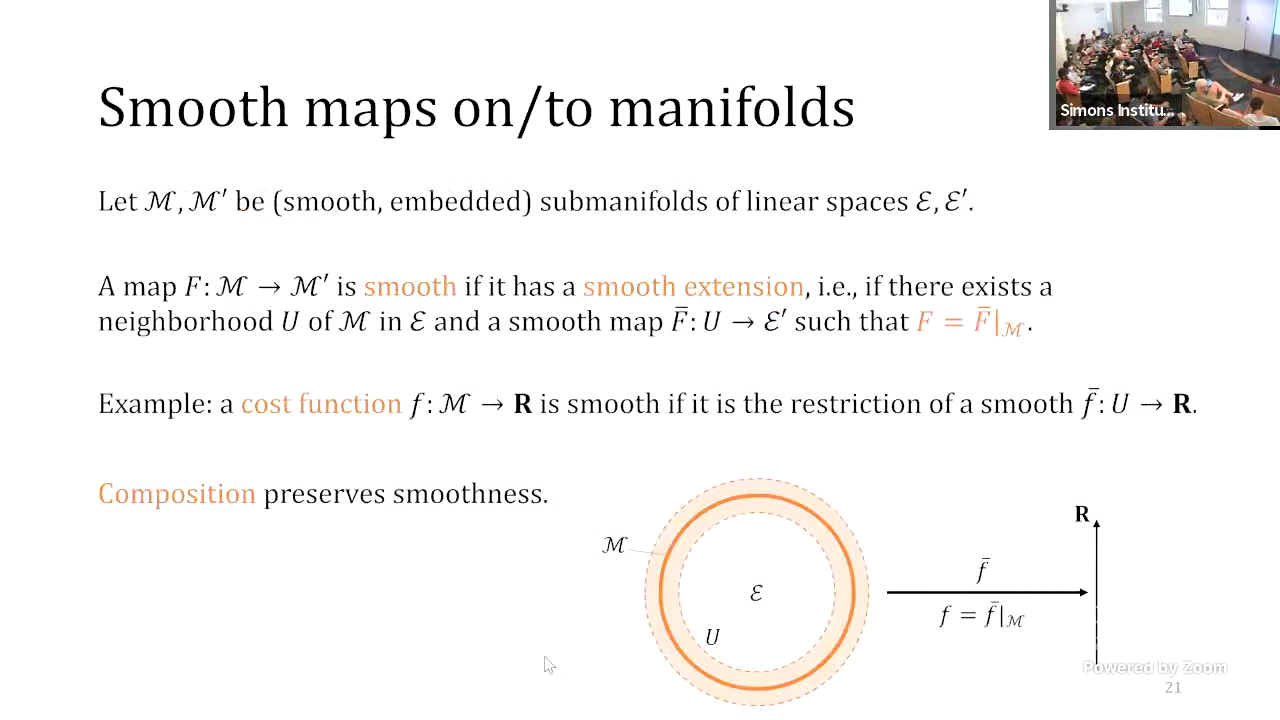 Simons Institu...
Smooth maps on/to manifolds
Let ℳ, ℳ′ be (smooth, embedded) submanifolds of linear spaces ℰ, ℰ′.
A map F: ℳ → ℳ′ is smooth if it has a smooth extension, i.e., if there exists a
neighborhood U of ℳ in ℰ and a smooth map F̄: U → ℰ′ such that F = F̄|ℳ.
Example: a cost function f: ℳ → R is smooth if it is the restriction of a smooth f̄: U → R.
Composition preserves smoothness.
R
ℳ
f̄
ℰ
f = f̄|ℳ
U
Powered by Zoom
21